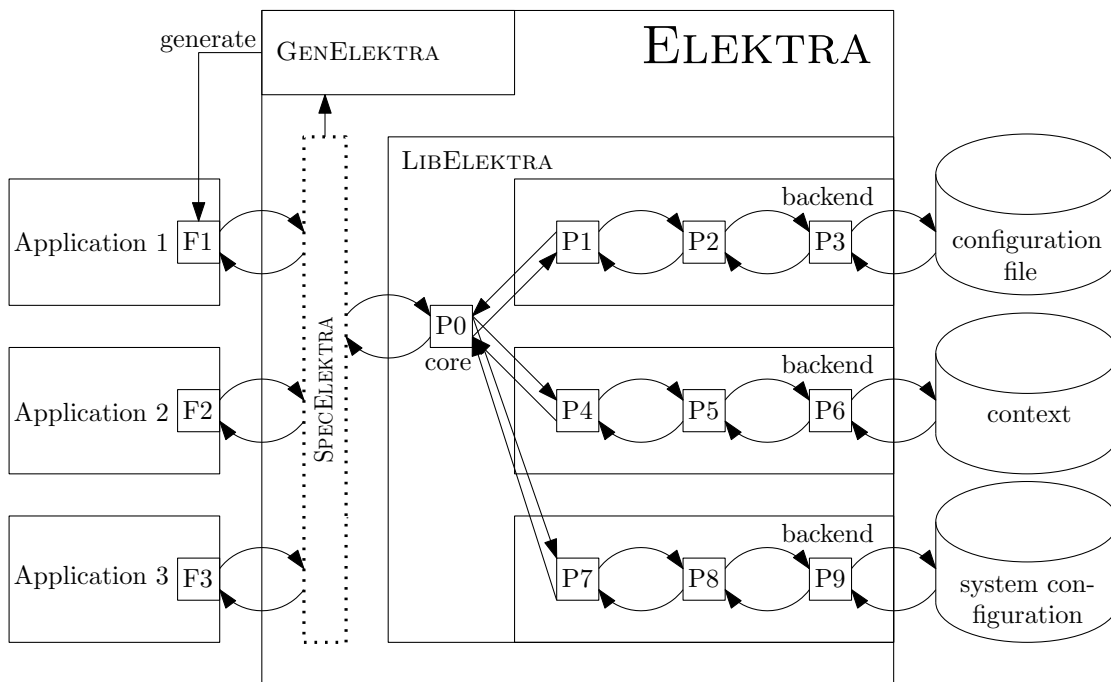 generate
GENELEKTRA
ELEKTRA
LIBELEKTRA
backend
Application 1
F1
P1
P2
P3
configuration
file
SPECELEKTRA
P0
core
backend
Application 2
F2
P4
P5
P6
context
backend
Application 3
F3
P7
P8
P9
system con-
figuration